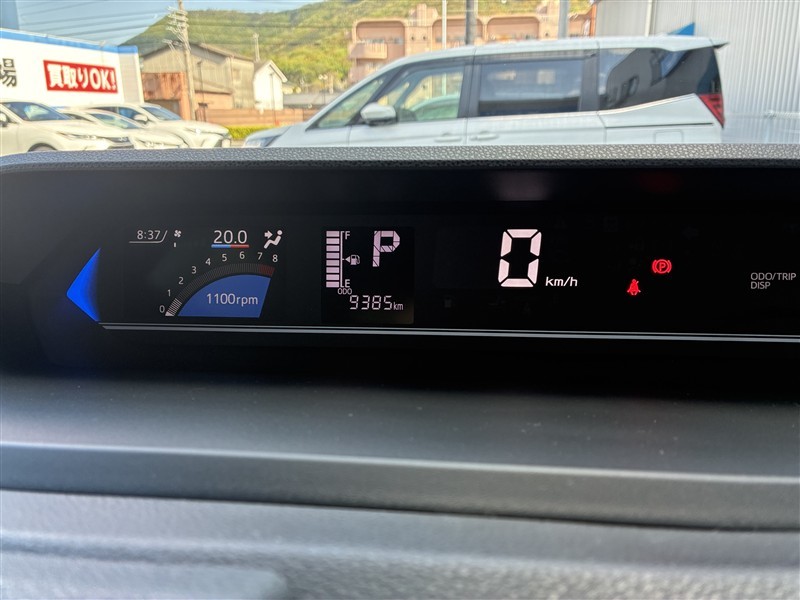 場
買取りOK!
8:37/
20.0
0 1 2 3 4 5 6 7 8
1100rpm
F
E
P
ODO
9385km
0 km/h
P
ODO/TRIP
DISP